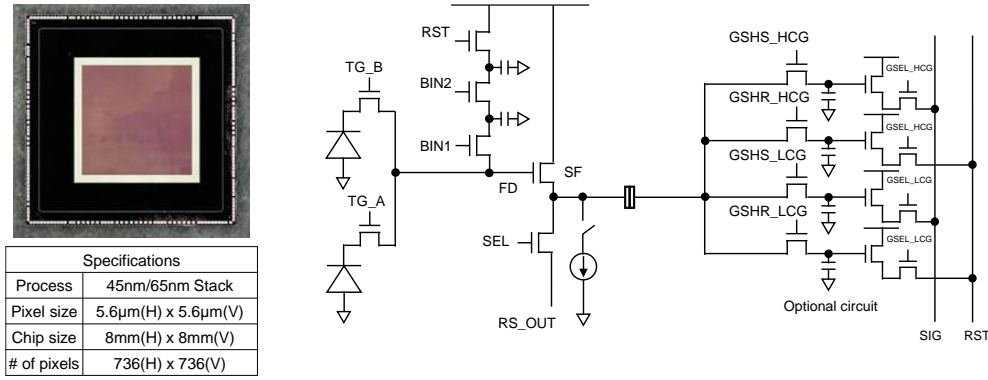 Specifications
Process 45nm/65nm Stack
Pixel size 5.6μm(H) x 5.6μm(V)
Chip size 8mm(H) x 8mm(V)
# of pixels 736(H) x 736(V)
RST
TG_B
BIN2
BIN1
FD
SF
TG_A
SEL
RS_OUT
GSHS_HCG
GSEL_HCG
GSHR_HCG
GSEL_HCG
GSHS_LCG
GSEL_LCG
GSHR_LCG
GSEL_LCG
Optional circuit
SIG RST